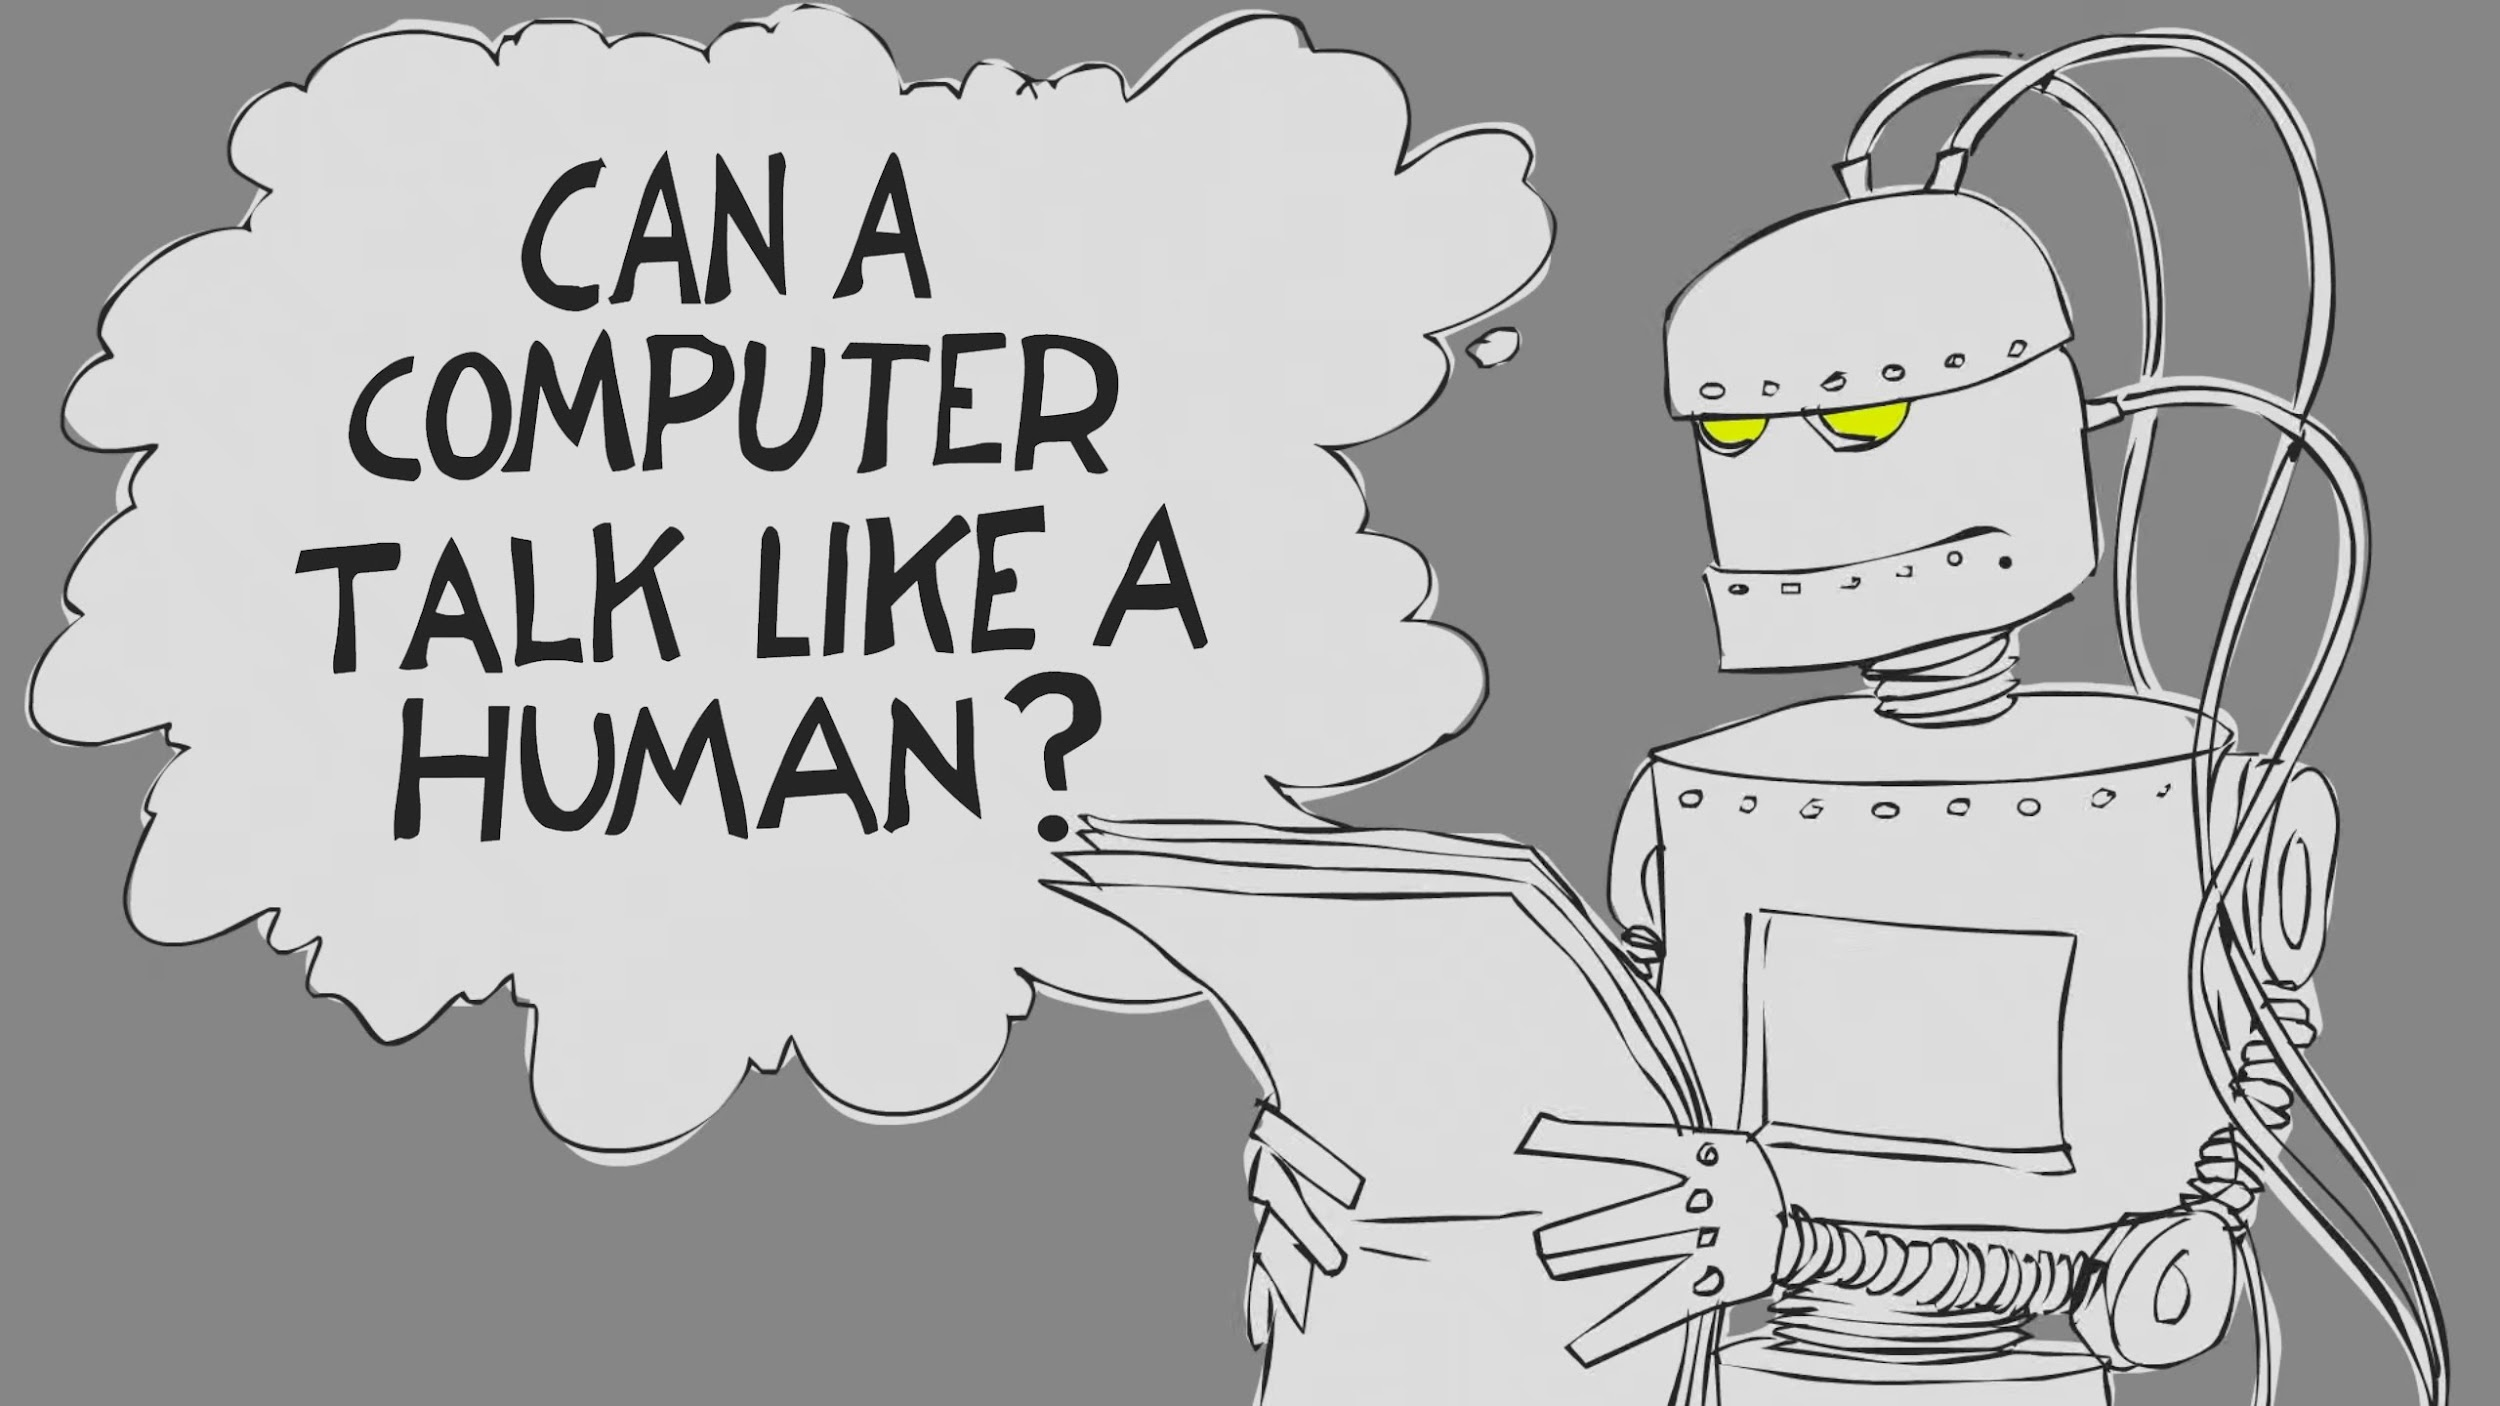 CAN A
COMPUTER
TALK LIKE A
HUMAN?